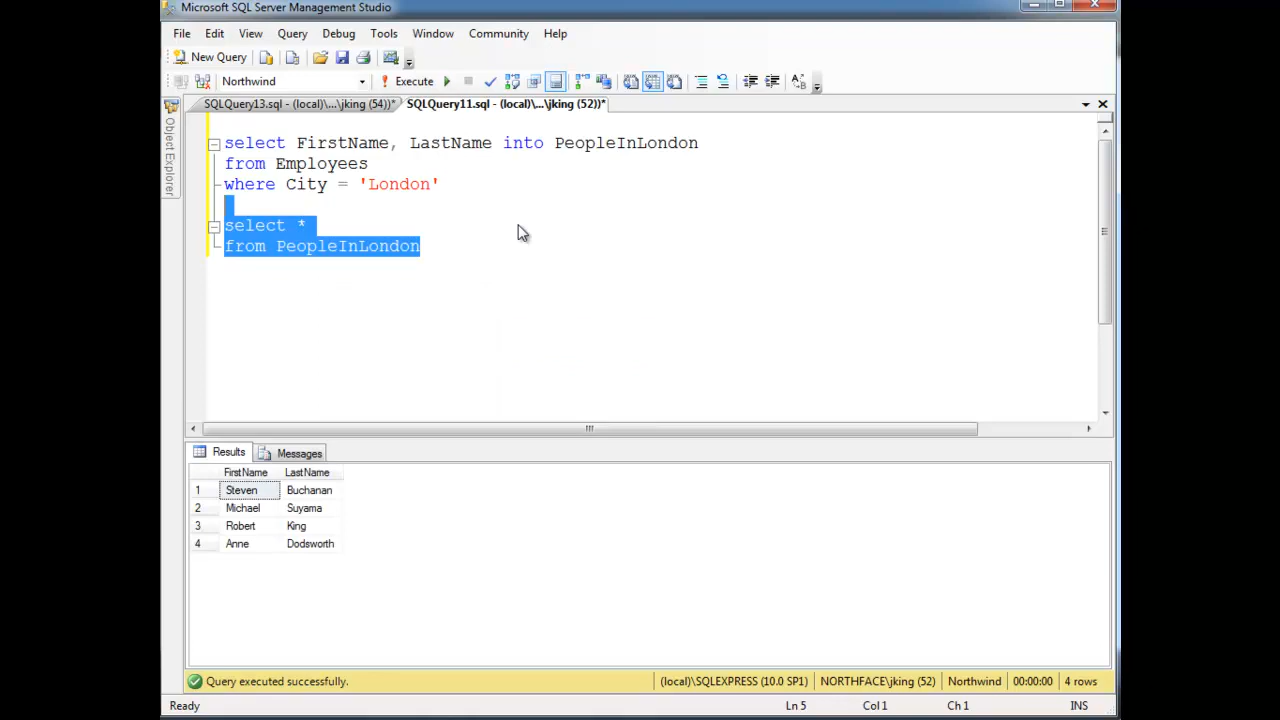 Microsoft SQL Server Management Studio
File Edit View Query Debug Tools Window Community Help
New Query
Northwind Execute
SQLQuery13.sql - (local)\...\jking (54))* SQLQuery11.sql - (local)\...\jking (52))*
Object Explorer
select FirstName, LastName into PeopleInLondon
from Employees
where City = 'London'
select *
from PeopleInLondon
Results Messages
FirstName LastName
1 Steven Buchanan
2 Michael Suyama
3 Robert King
4 Anne Dodsworth
Query executed successfully. (local)\SQLEXPRESS (10.0 SP1) NORTHFACE\jking (52) Northwind 00:00:00 4 rows
Ready Ln 5 Col 1 Ch 1 INS